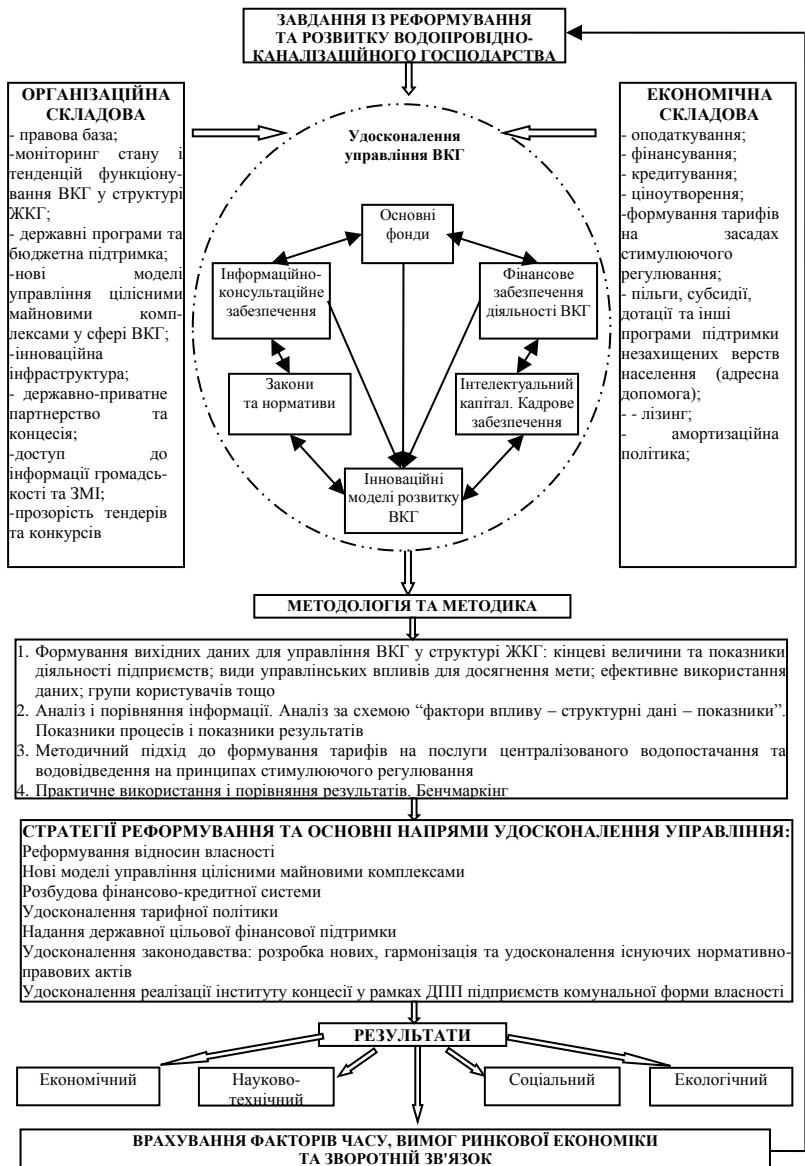 ЗАВДАННЯ ІЗ РЕФОРМУВАННЯ
ТА РОЗВИТКУ ВОДОПРОВІДНО-
КАНАЛІЗАЦІЙНОГО ГОСПОДАРСТВА
ОРГАНІЗАЦІЙНА
СКЛАДОВА
- правова база;
-моніторинг стану і
тенденцій функціону-
вання ВКГ у структурі
ЖКГ;
- державні програми та
бюджетна підтримка;
-нові моделі
управління цілісними
майновими комп-
лексами у сфері ВКГ;
-інноваційна
інфраструктура;
- державно-приватне
партнерство та
концесія;
-доступ до
інформації громадсь-
кості та ЗМІ;
-прозорість тендерів
та конкурсів
Удосконалення
управління ВКГ
Основні
фонди
Інформаційно-
консультаційне
забезпечення
Фінансове
забезпечення
діяльності ВКГ
Закони
та нормативи
Інтелектуальний
капітал. Кадрове
забезпечення
Інноваційні
моделі розвитку
ВКГ
ЕКОНОМІЧНА
СКЛАДОВА
- оподаткування;
- фінансування;
- кредитування;
- ціноутворення;
-формування тарифів
на засадах
стимулюючого
регулювання;
- пільги, субсидії,
дотації та інші
програми підтримки
незахищених верств
населення (адресна
допомога);
- - лізинг;
- амортизаційна
політика;
МЕТОДОЛОГІЯ ТА МЕТОДИКА
1. Формування вихідних даних для управління ВКГ у структурі ЖКГ: кінцеві величини та показники
діяльності підприємств; види управлінських впливів для досягнення мети; ефективне використання
даних; групи користувачів тощо
2. Аналіз і порівняння інформації. Аналіз за схемою “фактори впливу – структурні дані – показники”.
Показники процесів і показники результатів
3. Методичний підхід до формування тарифів на послуги централізованого водопостачання та
водовідведення на принципах стимулюючого регулювання
4. Практичне використання і порівняння результатів. Бенчмаркінг
СТРАТЕГІЇ РЕФОРМУВАННЯ ТА ОСНОВНІ НАПРЯМИ УДОСКОНАЛЕННЯ УПРАВЛІННЯ:
Реформування відносин власності
Нові моделі управління цілісними майновими комплексами
Розбудова фінансово-кредитної системи
Удосконалення тарифної політики
Надання державної цільової фінансової підтримки
Удосконалення законодавства: розробка нових, гармонізація та удосконалення існуючих нормативно-
правових актів
Удосконалення реалізації інституту концесії у рамках ДПП підприємств комунальної форми власності
РЕЗУЛЬТАТИ
Економічний
Науково-
технічний
Соціальний
Екологічний
ВРАХУВАННЯ ФАКТОРІВ ЧАСУ, ВИМОГ РИНКОВОЇ ЕКОНОМІКИ
ТА ЗВОРОТНІЙ ЗВ'ЯЗОК